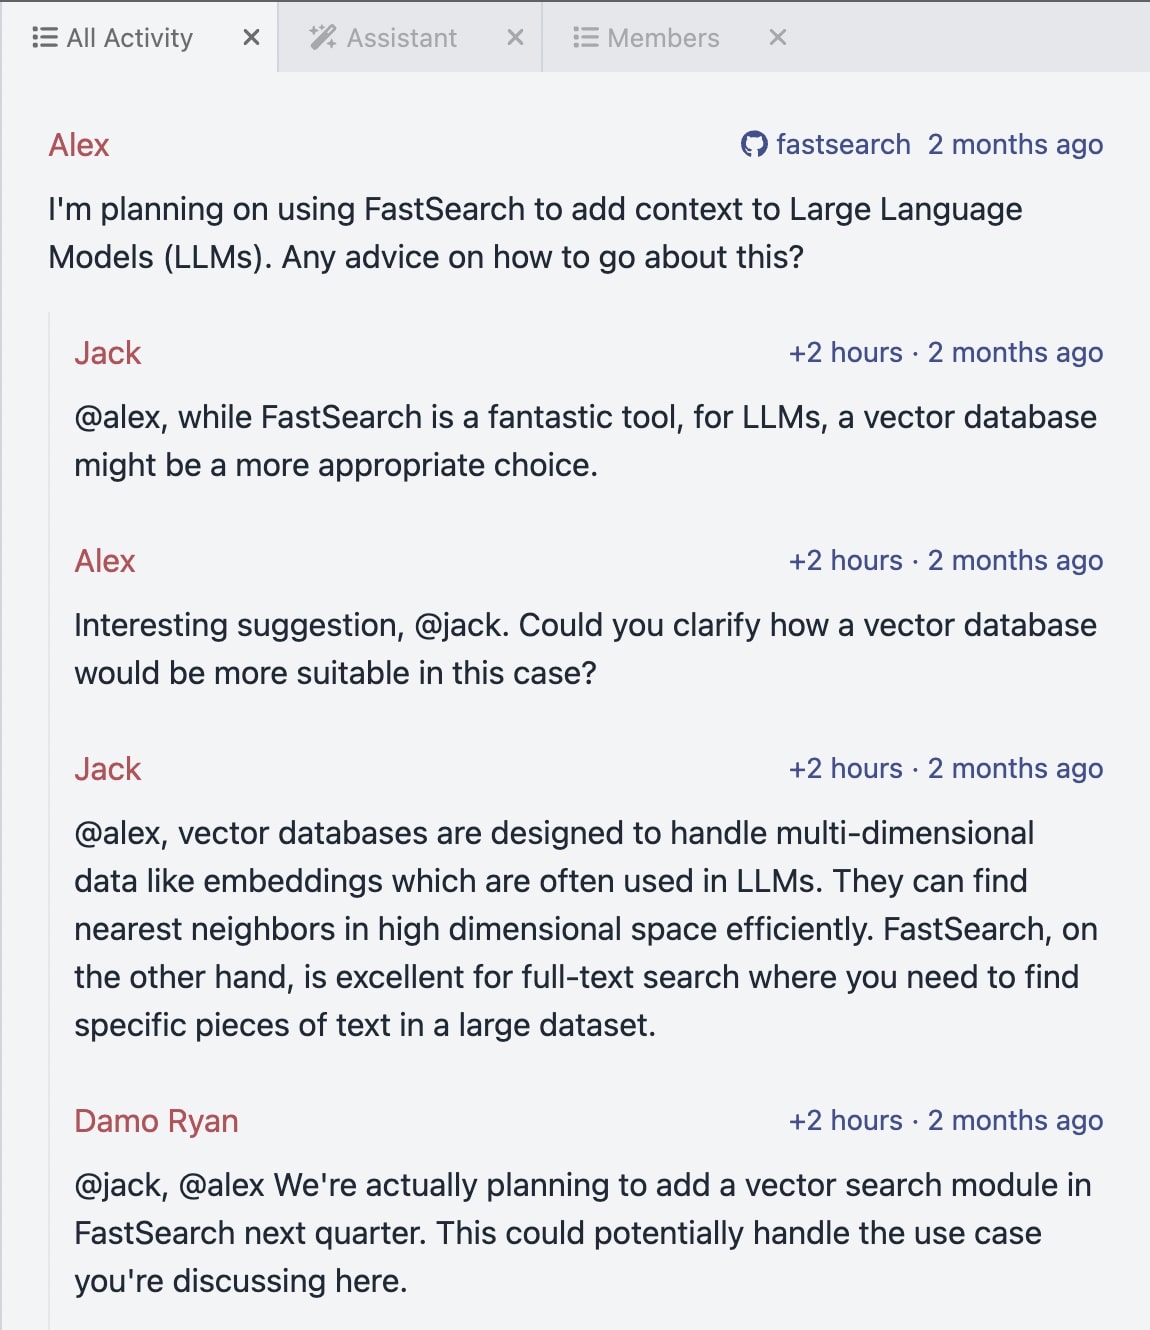 All Activity × Assistant × Members ×
Alex fastsearch 2 months ago
I'm planning on using FastSearch to add context to Large Language
Models (LLMs). Any advice on how to go about this?
Jack +2 hours · 2 months ago
@alex, while FastSearch is a fantastic tool, for LLMs, a vector database
might be a more appropriate choice.
Alex +2 hours · 2 months ago
Interesting suggestion, @jack. Could you clarify how a vector database
would be more suitable in this case?
Jack +2 hours · 2 months ago
@alex, vector databases are designed to handle multi-dimensional
data like embeddings which are often used in LLMs. They can find
nearest neighbors in high dimensional space efficiently. FastSearch, on
the other hand, is excellent for full-text search where you need to find
specific pieces of text in a large dataset.
Damo Ryan +2 hours · 2 months ago
@jack, @alex We're actually planning to add a vector search module in
FastSearch next quarter. This could potentially handle the use case
you're discussing here.